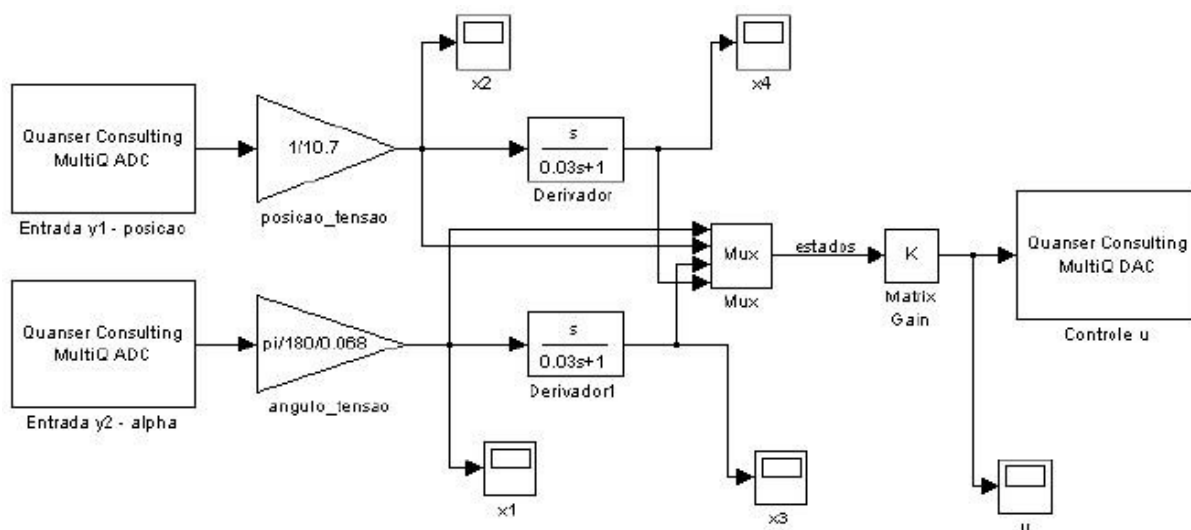 x2
x4
Quanser Consulting
MultiQ ADC
1/10.7
s
0.03s+1
Derivador
Entrada y1 - posicao
posicao_tensao
Mux
Mux
estados
K
Matrix
Gain
Quanser Consulting
MultiQ DAC
Controle u
Quanser Consulting
MultiQ ADC
pi/180/0.068
s
0.03s+1
Derivador1
Entrada y2 - alpha
angulo_tensao
x1
x3
u